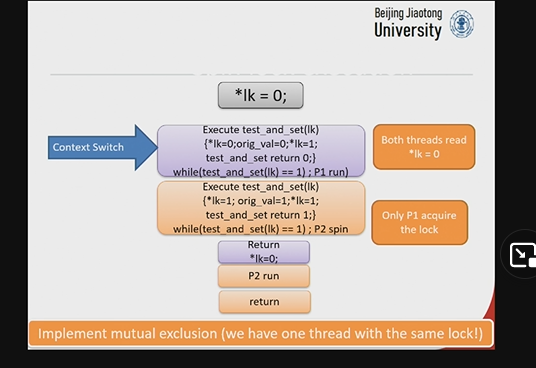 Beijing Jiaotong
University
*lk = 0;
Context Switch
Execute test_and_set(lk)
{*lk=0;orig_val=0;*lk=1;
test_and_set return 0;}
while(test_and_set(lk) == 1) ; P1 run)
Both threads read
*lk = 0
Execute test_and_set(lk)
{*lk=1; orig_val=1;*lk=1;
test_and_set return 1;}
while(test_and_set(lk) == 1) ; P2 spin
Only P1 acquire
the lock
Return
*lk=0;
P2 run
return
Implement mutual exclusion (we have one thread with the same lock!)